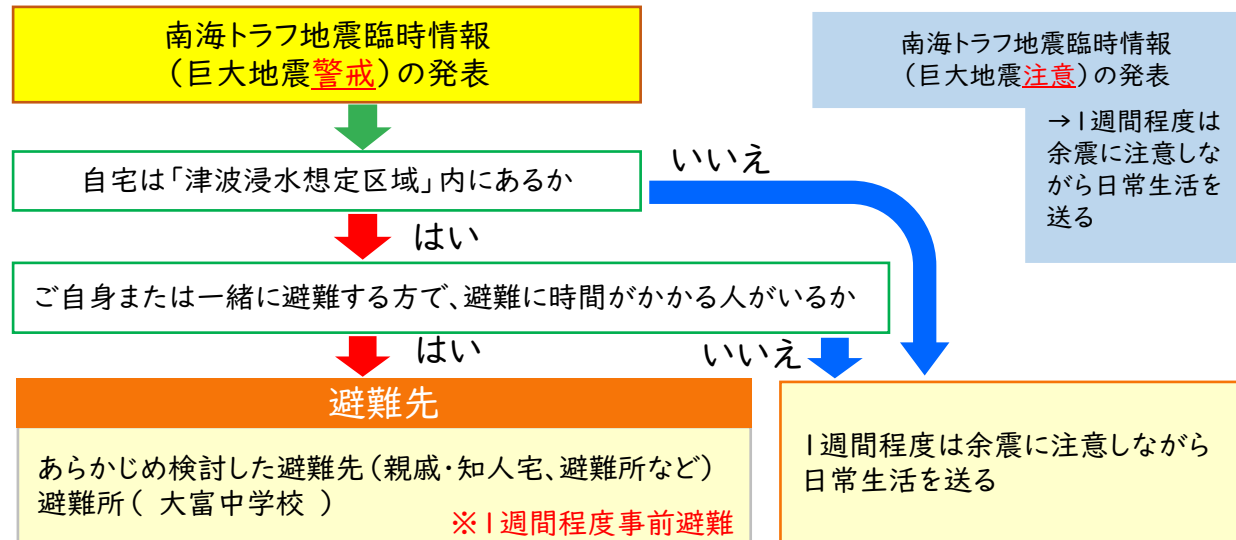 南海トラフ地震臨時情報
（巨大地震警戒）の発表
南海トラフ地震臨時情報
（巨大地震注意）の発表
→1週間程度は
余震に注意しな
がら日常生活を
送る
自宅は「津波浸水想定区域」内にあるか
いいえ
はい
ご自身または一緒に避難する方で、避難に時間がかかる人がいるか
はい
いいえ
避難先
あらかじめ検討した避難先（親戚・知人宅、避難所など）
避難所（ 大富中学校 ）
※1週間程度事前避難
1週間程度は余震に注意しながら
日常生活を送る